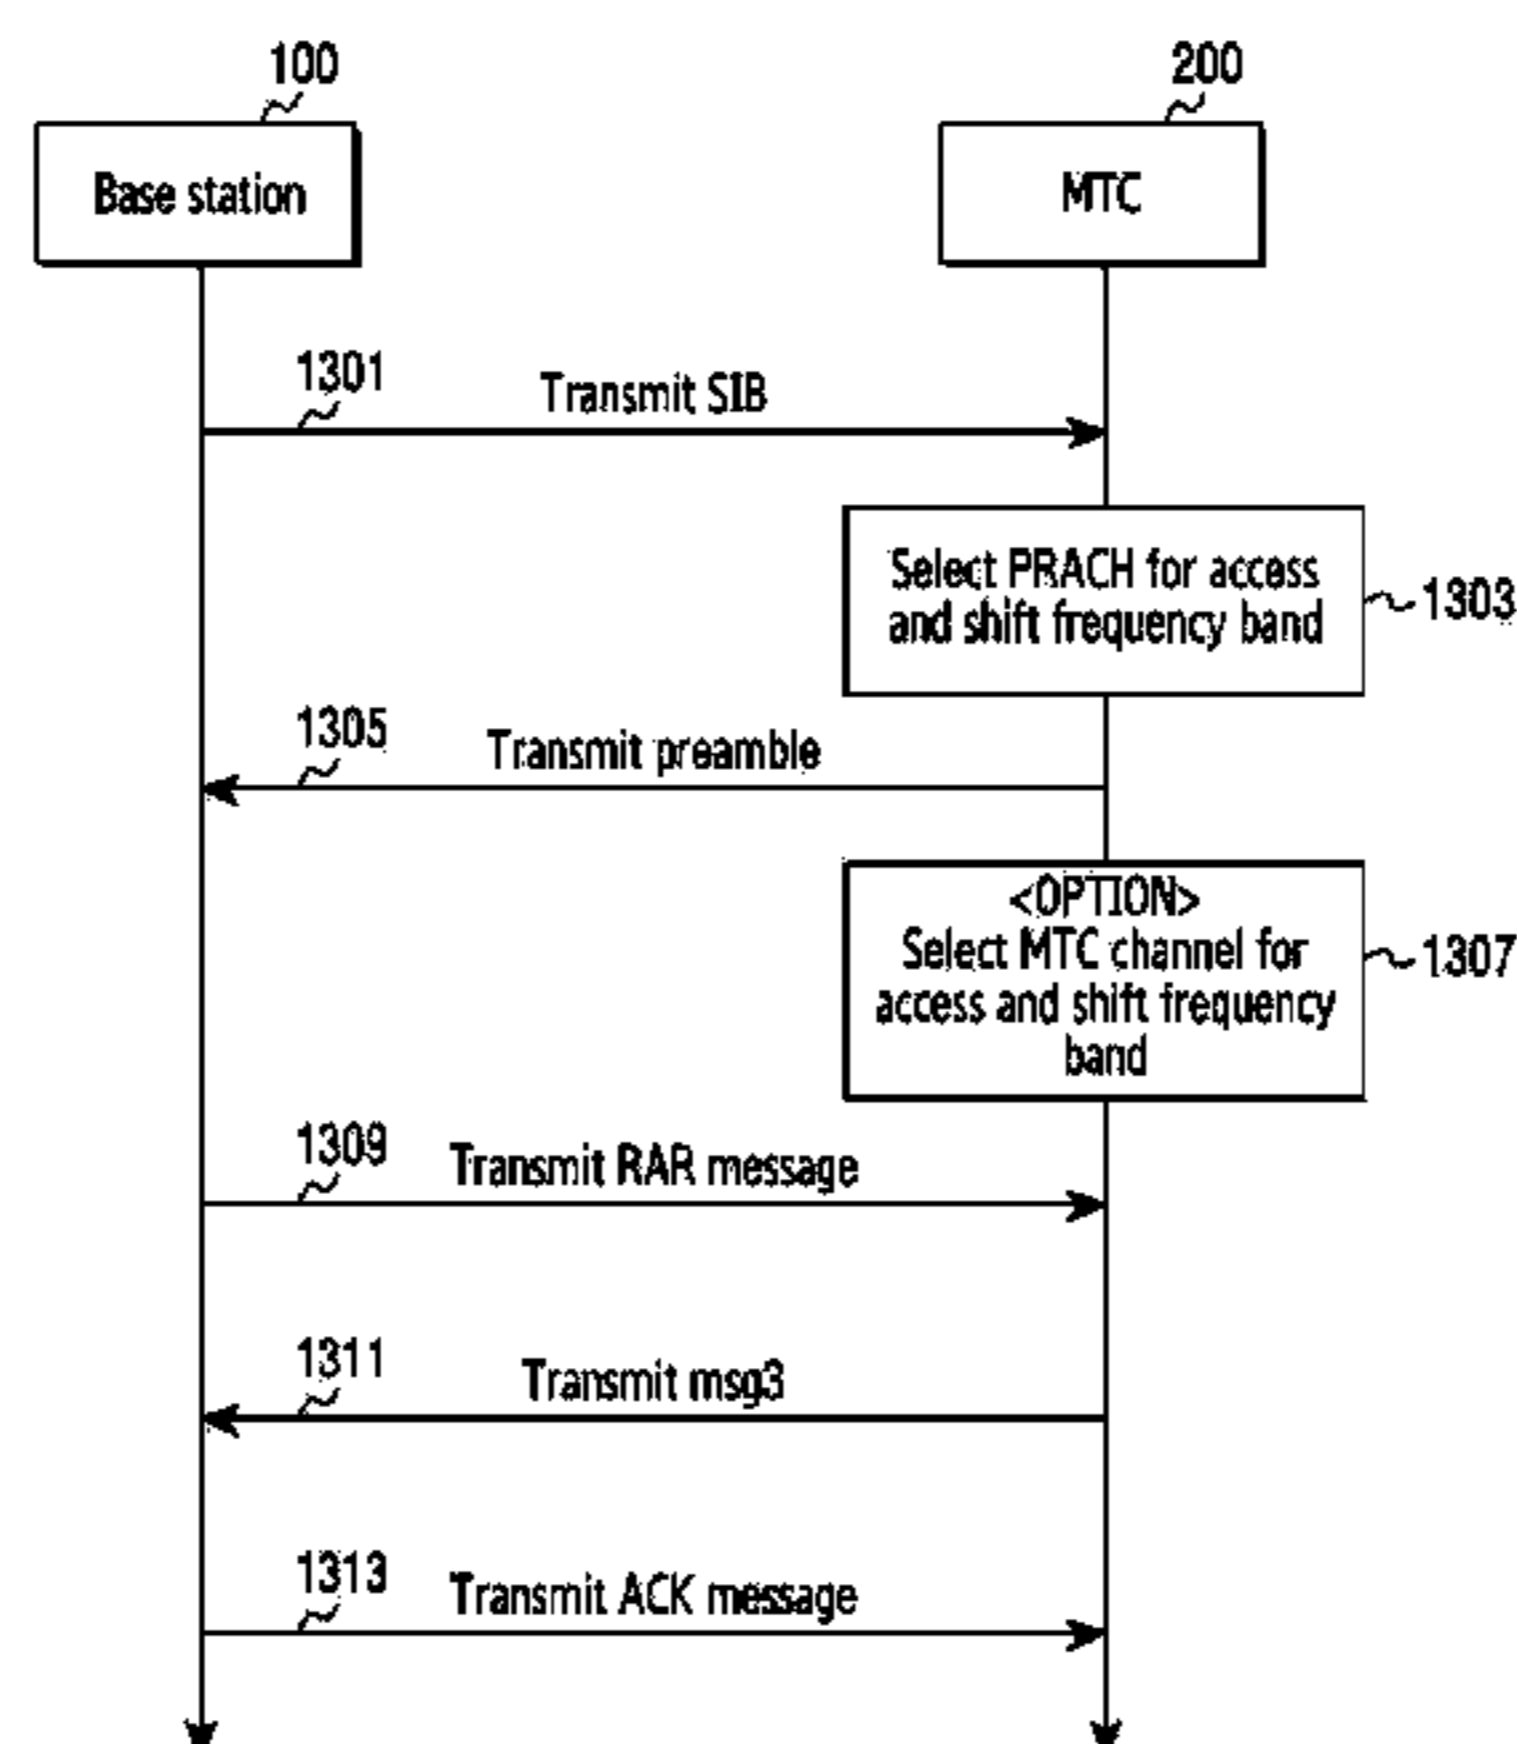 100
200
Base station
MTC
1301
Transmit SIB
Select PRACH for access
and shift frequency band
1303
1305
Transmit preamble
<OPTION>
Select MTC channel for
access and shift frequency
band
1307
1309
Transmit RAR message
1311
Transmit msg3
1313
Transmit ACK message